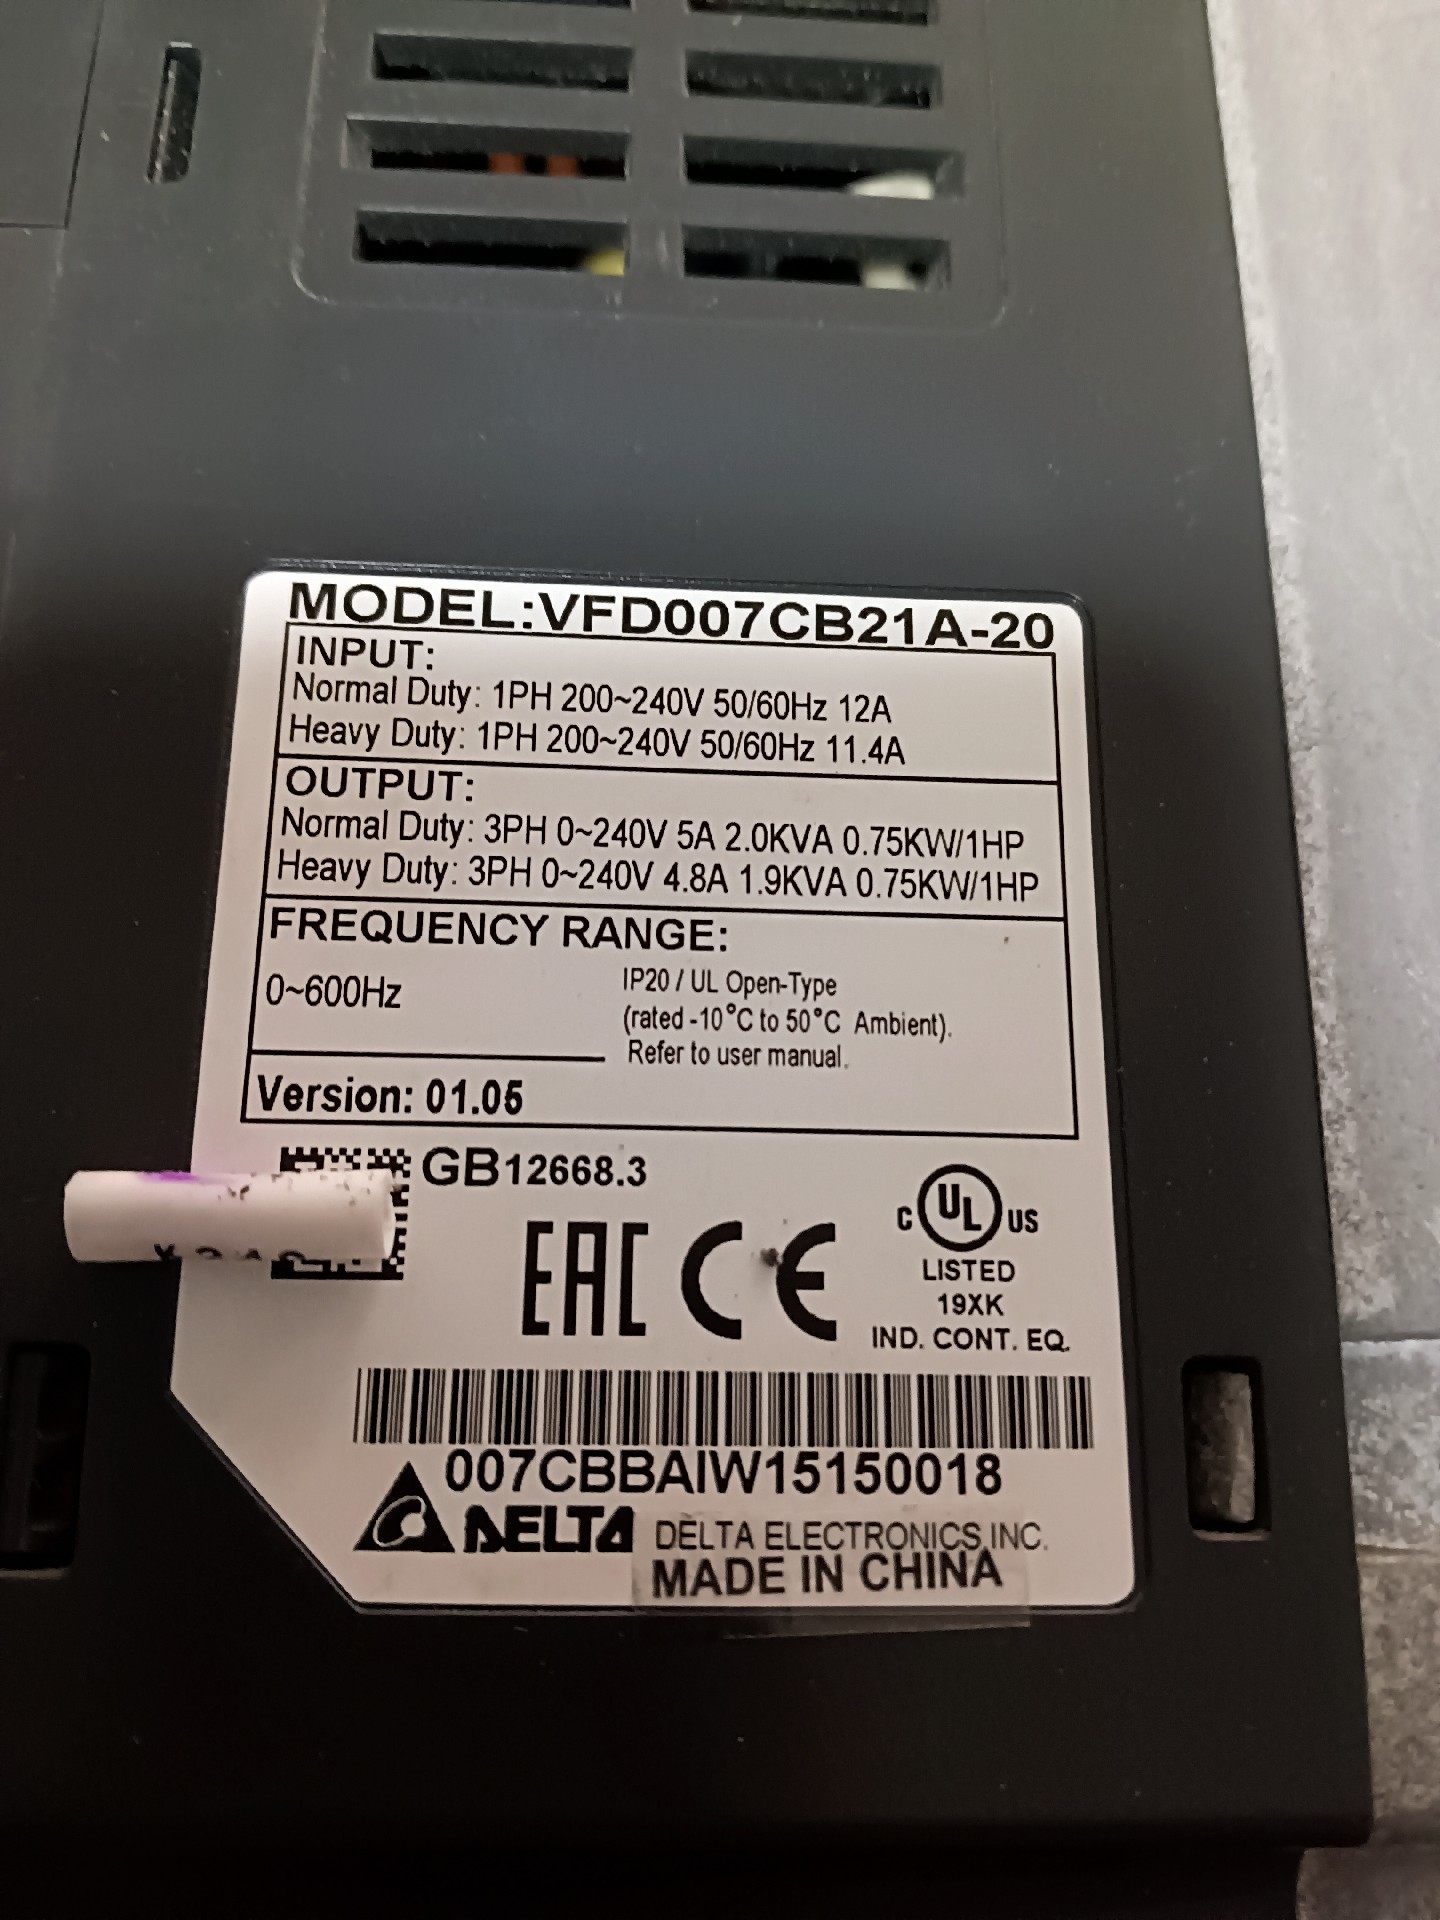 MODEL:VFD007CB21A-20
INPUT:
Normal Duty: 1PH 200~240V 50/60Hz 12A
Heavy Duty: 1PH 200~240V 50/60Hz 11.4A
OUTPUT:
Normal Duty: 3PH 0~240V 5A 2.0KVA 0.75KW/1HP
Heavy Duty: 3PH 0~240V 4.8A 1.9KVA 0.75KW/1HP
FREQUENCY RANGE:
0~600Hz
IP20 / UL Open-Type
(rated -10°C to 50°C Ambient).
Refer to user manual.
Version: 01.05
GB12668.3
EAC CE
C UL US
LISTED
19XK
IND. CONT. EQ.
007CBBAIW15150018
DELTA DELTA ELECTRONICS,INC.
MADE IN CHINA